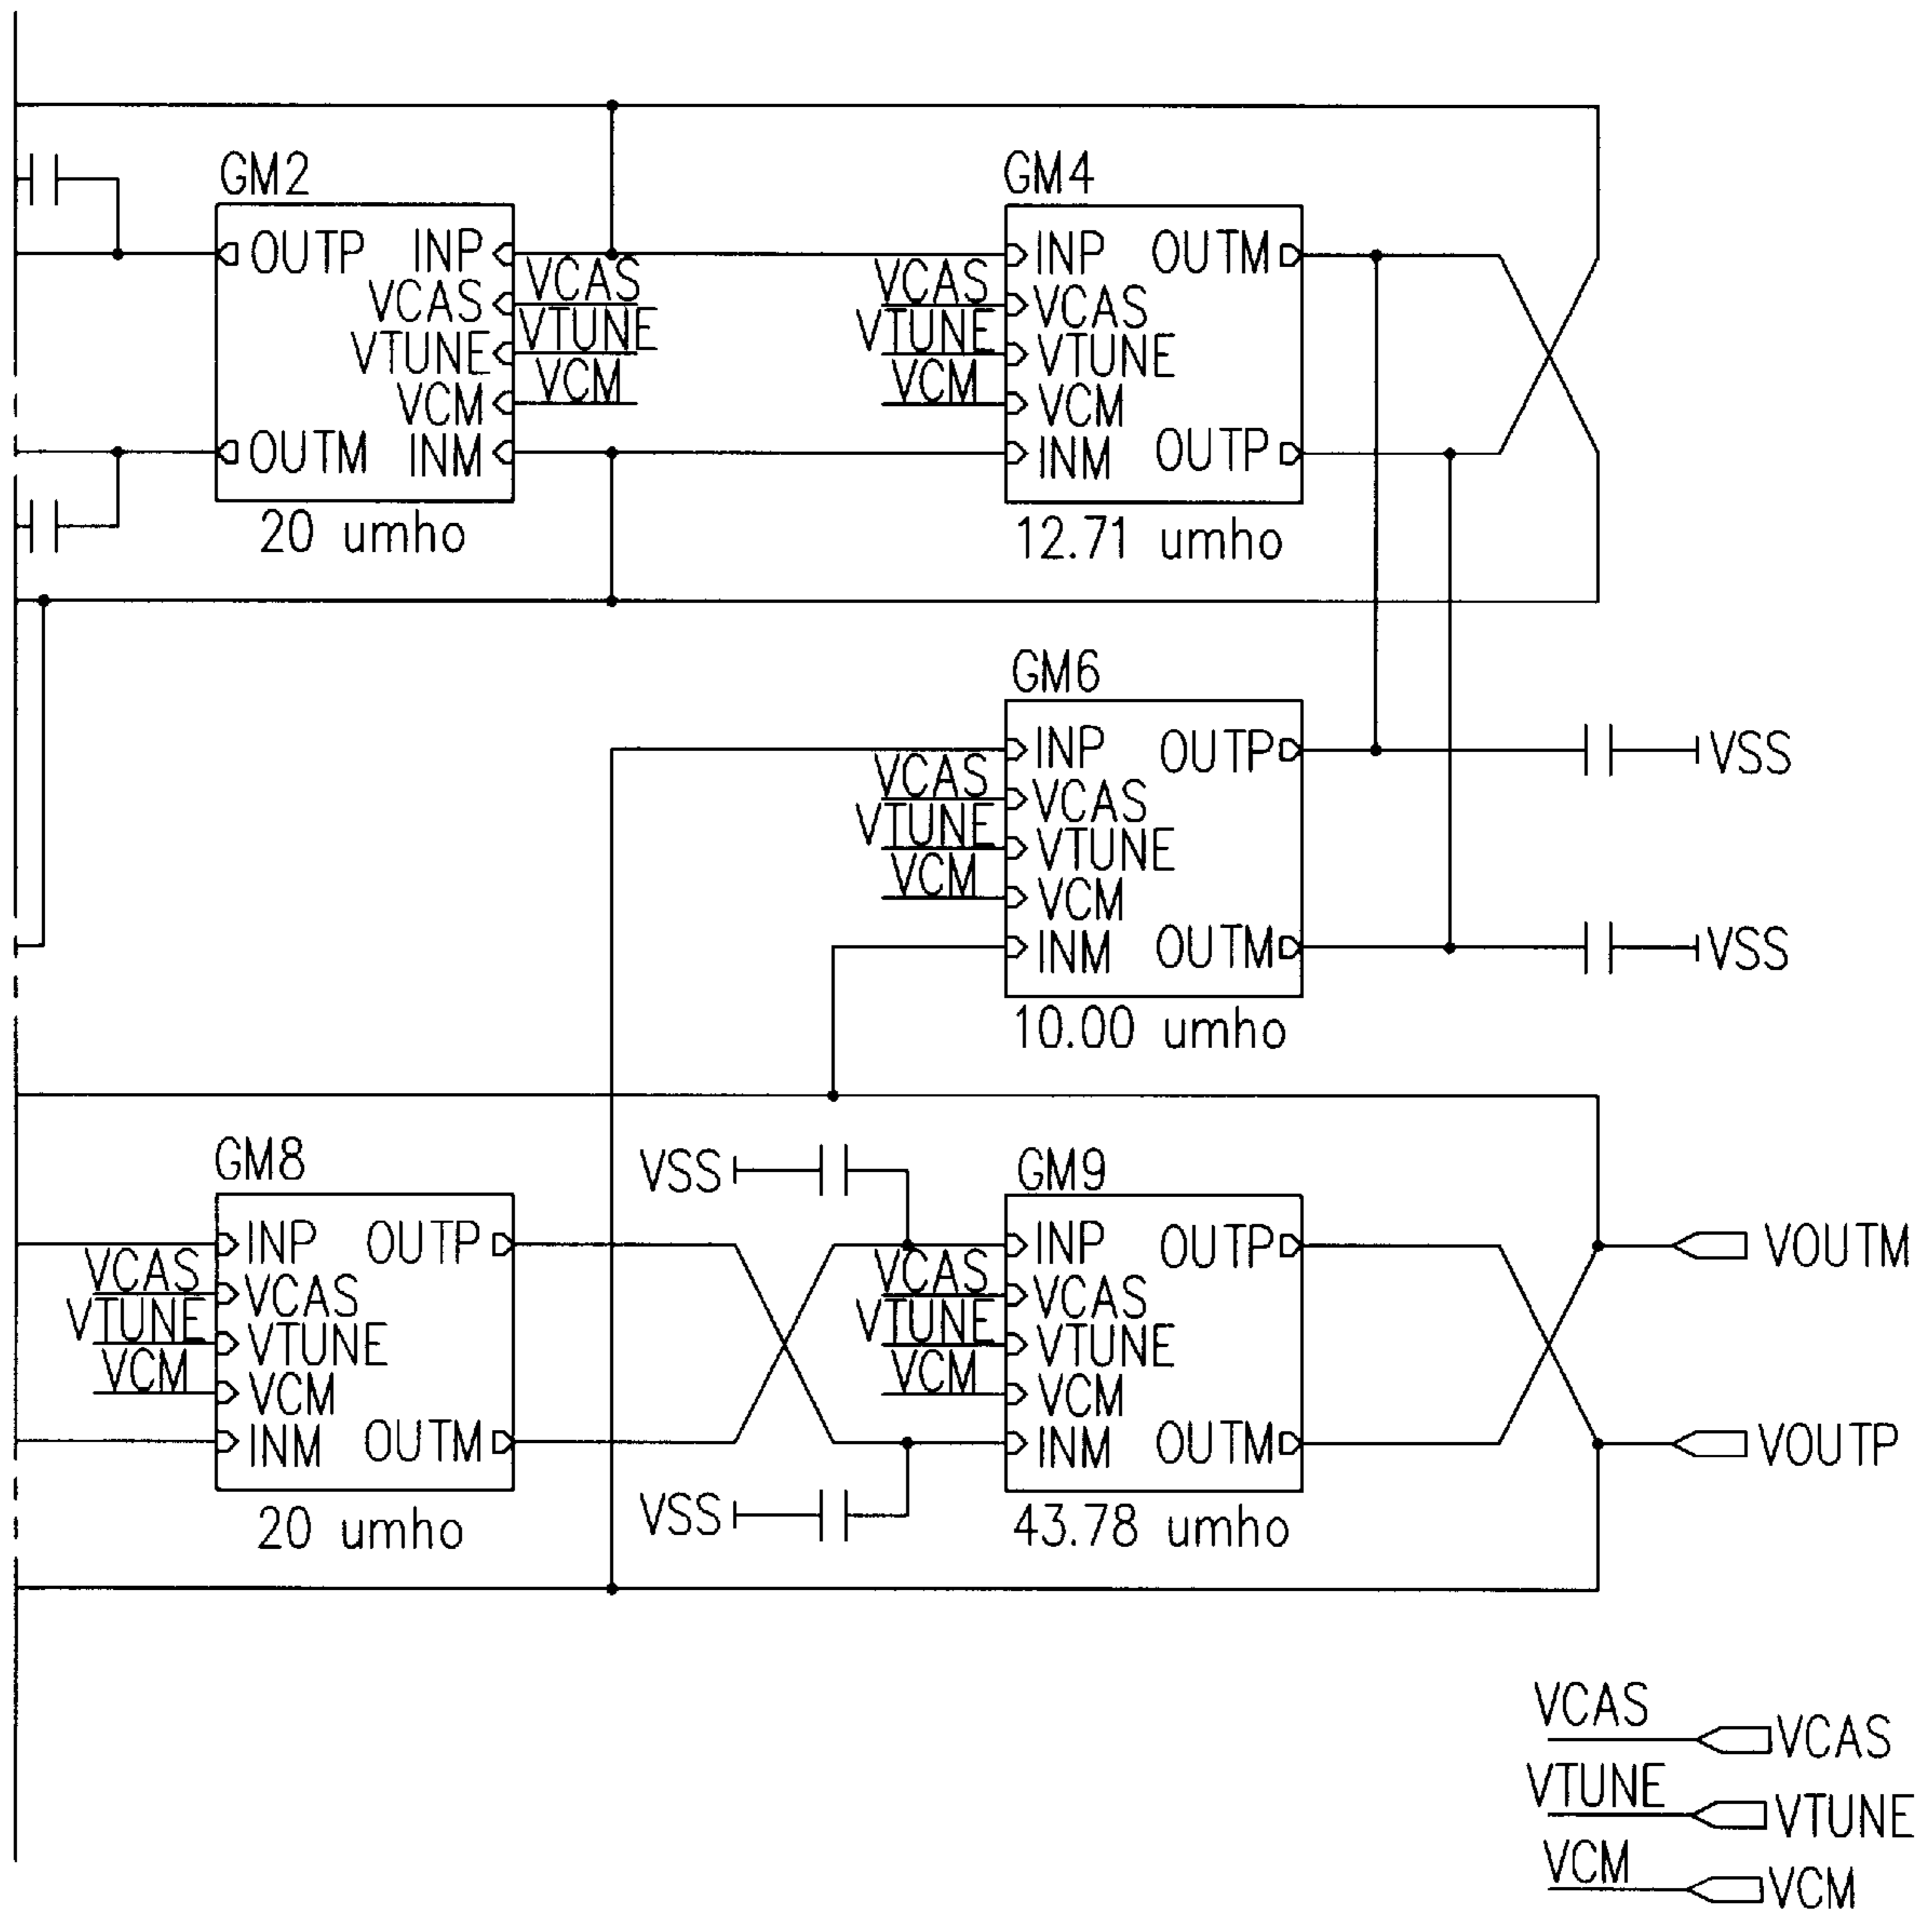 GM2
OUTP INP
VCAS
VCAS
VTUNE
VTUNE
VCM
VCM
OUTM INM
20 umho
GM4
INP OUTM
VCAS
VCAS
VTUNE
VTUNE
VCM
VCM
INM OUTP
12.71 umho
GM6
INP OUTP
VCAS
VCAS
VTUNE
VTUNE
VCM
VCM
INM OUTM
10.00 umho
VSS
VSS
GM8
INP OUTP
VCAS
VCAS
VTUNE
VTUNE
VCM
VCM
INM OUTM
20 umho
VSS
VSS
GM9
INP OUTP
VCAS
VCAS
VTUNE
VTUNE
VCM
VCM
INM OUTM
43.78 umho
VOUTM
VOUTP
VCAS
VCAS
VTUNE
VTUNE
VCM
VCM